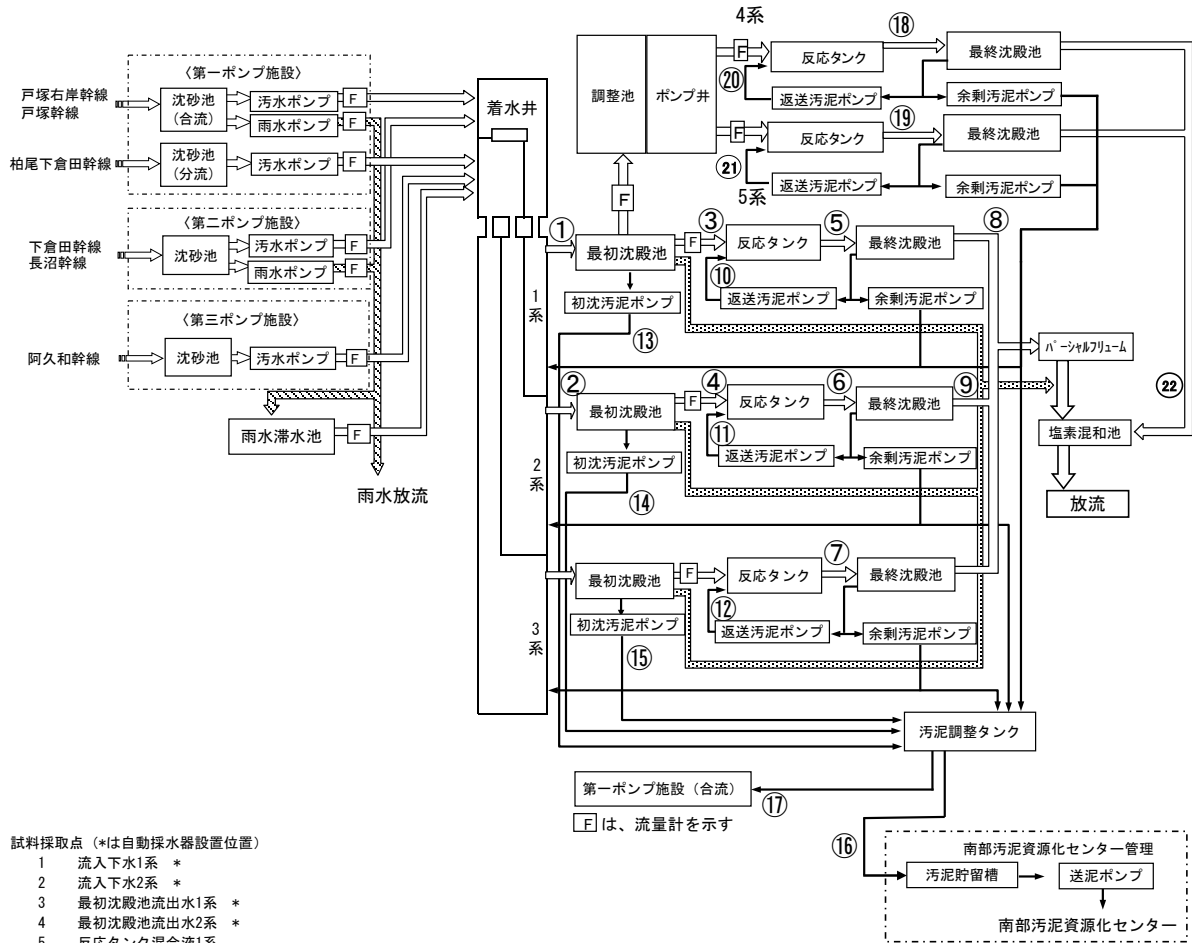 4系
〈第一ポンプ施設〉
戸塚右岸幹線
戸塚幹線
沈砂池
(合流)
汚水ポンプ
F
雨水ポンプ
F
柏尾下倉田幹線
沈砂池
(分流)
汚水ポンプ
F
〈第二ポンプ施設〉
下倉田幹線
長沼幹線
沈砂池
汚水ポンプ
F
雨水ポンプ
F
〈第三ポンプ施設〉
阿久和幹線
沈砂池
汚水ポンプ
F
雨水滞水池
F
雨水放流
着水井
調整池
ポンプ井
F
F
反応タンク
⑱
最終沈殿池
⑳
返送汚泥ポンプ
余剰汚泥ポンプ
F
反応タンク
⑲
最終沈殿池
㉑
返送汚泥ポンプ
余剰汚泥ポンプ
5系
①
最初沈殿池
F
③
反応タンク
⑤
最終沈殿池
⑧
⑩
初沈汚泥ポンプ
返送汚泥ポンプ
余剰汚泥ポンプ
1系
⑬
パーシャルフリューム
②
最初沈殿池
F
④
反応タンク
⑥
最終沈殿池
⑨
㉒
⑪
塩素混和池
初沈汚泥ポンプ
返送汚泥ポンプ
余剰汚泥ポンプ
2系
⑭
放流
最初沈殿池
F
反応タンク
⑦
最終沈殿池
⑫
初沈汚泥ポンプ
返送汚泥ポンプ
余剰汚泥ポンプ
3系
⑮
汚泥調整タンク
第一ポンプ施設(合流)
⑰
F は、流量計を示す
⑯
南部汚泥資源化センター管理
汚泥貯留槽
送泥ポンプ
南部汚泥資源化センター
試料採取点 (*は自動採水器設置位置)
1 流入下水1系 *
2 流入下水2系 *
3 最初沈殿池流出水1系 *
4 最初沈殿池流出水2系 *
5 反応タンク混合液1系